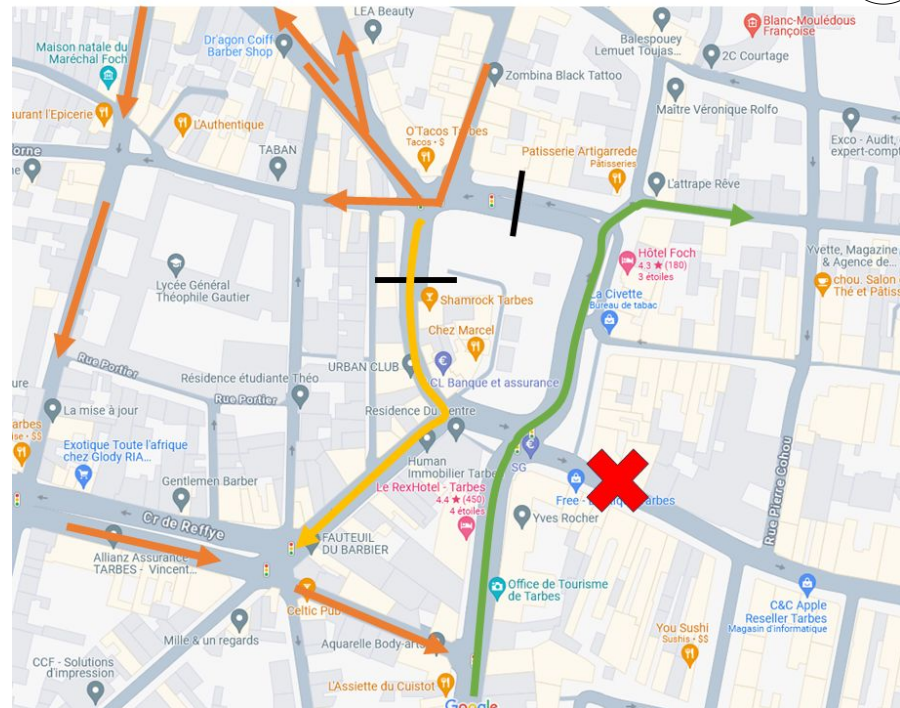 LEA Beauty
Blanc-Moulédous
Françoise
Maison natale du
Maréchal Foch
Dr'agon Coiff
Barber Shop
Balespouey
Lemuet Toujas...
2C Courtage
Zombina Black Tattoo
Maître Véronique Rolfo
aurant l'Epicerie
L'Authentique
O'Tacos
Tacos • $
TABAN
Patisserie Artigarrede
Pâtisseries
Exco - Audit,
expert-compt
orne
L'attrape Rêve
Lycée Général
Théophile Gautier
Hôtel Foch
4.3 ★ (180)
3 étoiles
Yvette, Magazine
& Agence de...
chou. Salon
Thé et Pâtiss
Shamrock Tarbes
La Civette
Bureau de tabac
Chez Marcel
Rue Portier
URBAN CLUB
CL Banque et assurance
Résidence étudiante Théo
Rue Portier
ure
La mise à jour
Residence Du Centre
arbes
se • $$
Exotique Toute l'afrique
chez Glody RIA...
Human
Immobilier Tarbe
SG
Gentlemen Barber
Le RexHotel - Tarbes
4.4 ★ (450)
4 étoiles
Free -
Tarbes
Rue Pierre Cohou
Yves Rocher
Cr de Reffye
FAUTEUIL
DU BARBIER
Allianz Assurance
TARBES - Vincent...
Office de Tourisme
de Tarbes
Celtic Pub
C&C Apple
Reseller Tarbes
Magasin d'informatique
Mille & un regards
Aquarelle Body-art
You Sushi
Sushis • $$
CCF - Solutions
d'impression
L'Assiette du Cuistot
Google